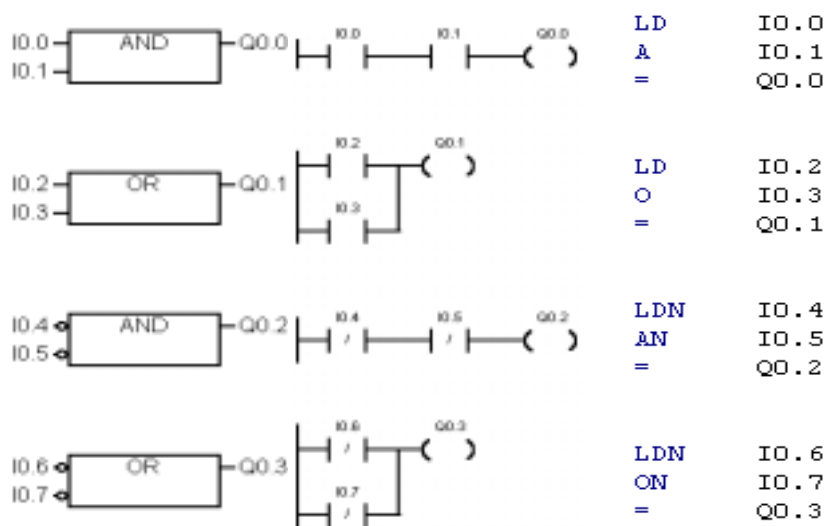 I0.0 AND Q0.0 I0.0 I0.1 Q0.0 LD I0.0
I0.1 A I0.1
= Q0.0
I0.2 Q0.1 LD I0.2
I0.2 OR Q0.1 I0.3 O I0.3
I0.3 = Q0.1
I0.4 AND Q0.2 I0.4 I0.5 Q0.2 LDN I0.4
I0.5 AN I0.5
= Q0.2
I0.6 Q0.3 LDN I0.6
I0.6 OR Q0.3 I0.7 ON I0.7
I0.7 = Q0.3